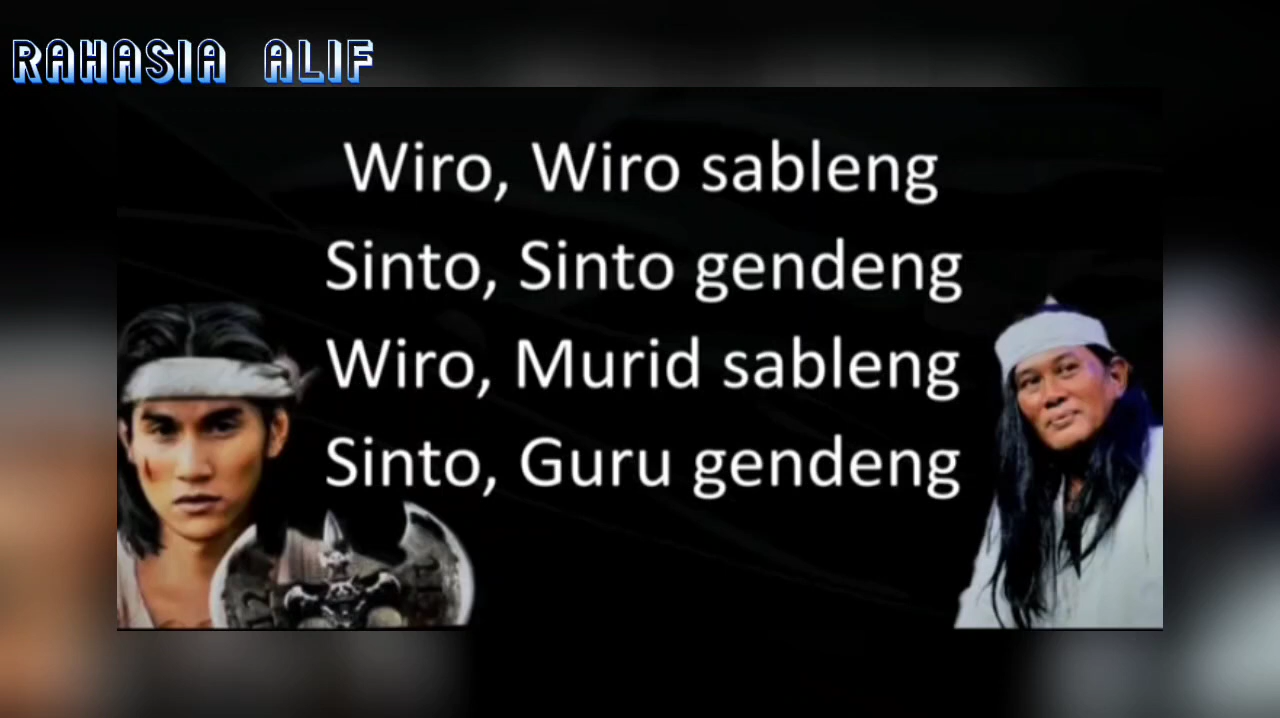 RAHASIA ALIF
Wiro, Wiro sableng
Sinto, Sinto gendeng
Wiro, Murid sableng
Sinto, Guru gendeng